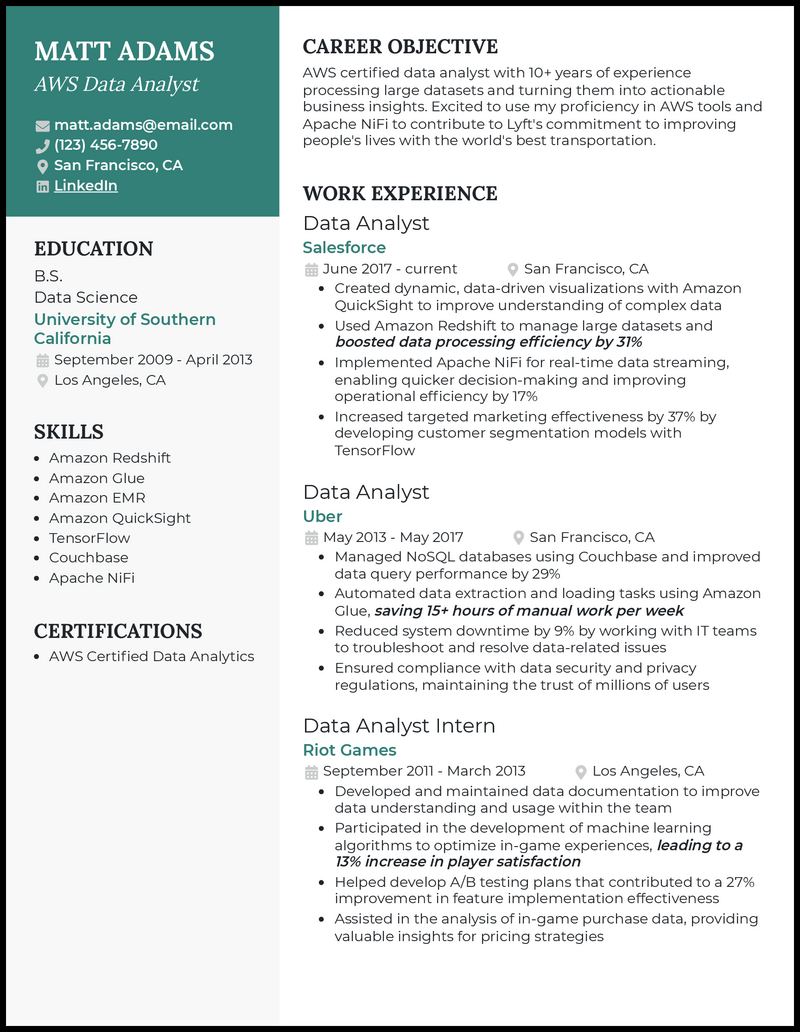 MATT ADAMS
AWS Data Analyst
matt.adams@email.com
(123) 456-7890
San Francisco, CA
LinkedIn
EDUCATION
B.S.
Data Science
University of Southern
California
September 2009 - April 2013
Los Angeles, CA
SKILLS
• Amazon Redshift
• Amazon Glue
• Amazon EMR
• Amazon QuickSight
• TensorFlow
• Couchbase
• Apache NiFi
CERTIFICATIONS
• AWS Certified Data Analytics
CAREER OBJECTIVE
AWS certified data analyst with 10+ years of experience
processing large datasets and turning them into actionable
business insights. Excited to use my proficiency in AWS tools and
Apache NiFi to contribute to Lyft's commitment to improving
people's lives with the world's best transportation.
WORK EXPERIENCE
Data Analyst
Salesforce
June 2017 - current San Francisco, CA
• Created dynamic, data-driven visualizations with Amazon
QuickSight to improve understanding of complex data
• Used Amazon Redshift to manage large datasets and
boosted data processing efficiency by 31%
• Implemented Apache NiFi for real-time data streaming,
enabling quicker decision-making and improving
operational efficiency by 17%
• Increased targeted marketing effectiveness by 37% by
developing customer segmentation models with
TensorFlow
Data Analyst
Uber
May 2013 - May 2017 San Francisco, CA
• Managed NoSQL databases using Couchbase and improved
data query performance by 29%
• Automated data extraction and loading tasks using Amazon
Glue, saving 15+ hours of manual work per week
• Reduced system downtime by 9% by working with IT teams
to troubleshoot and resolve data-related issues
• Ensured compliance with data security and privacy
regulations, maintaining the trust of millions of users
Data Analyst Intern
Riot Games
September 2011 - March 2013 Los Angeles, CA
• Developed and maintained data documentation to improve
data understanding and usage within the team
• Participated in the development of machine learning
algorithms to optimize in-game experiences, leading to a
13% increase in player satisfaction
• Helped develop A/B testing plans that contributed to a 27%
improvement in feature implementation effectiveness
• Assisted in the analysis of in-game purchase data, providing
valuable insights for pricing strategies